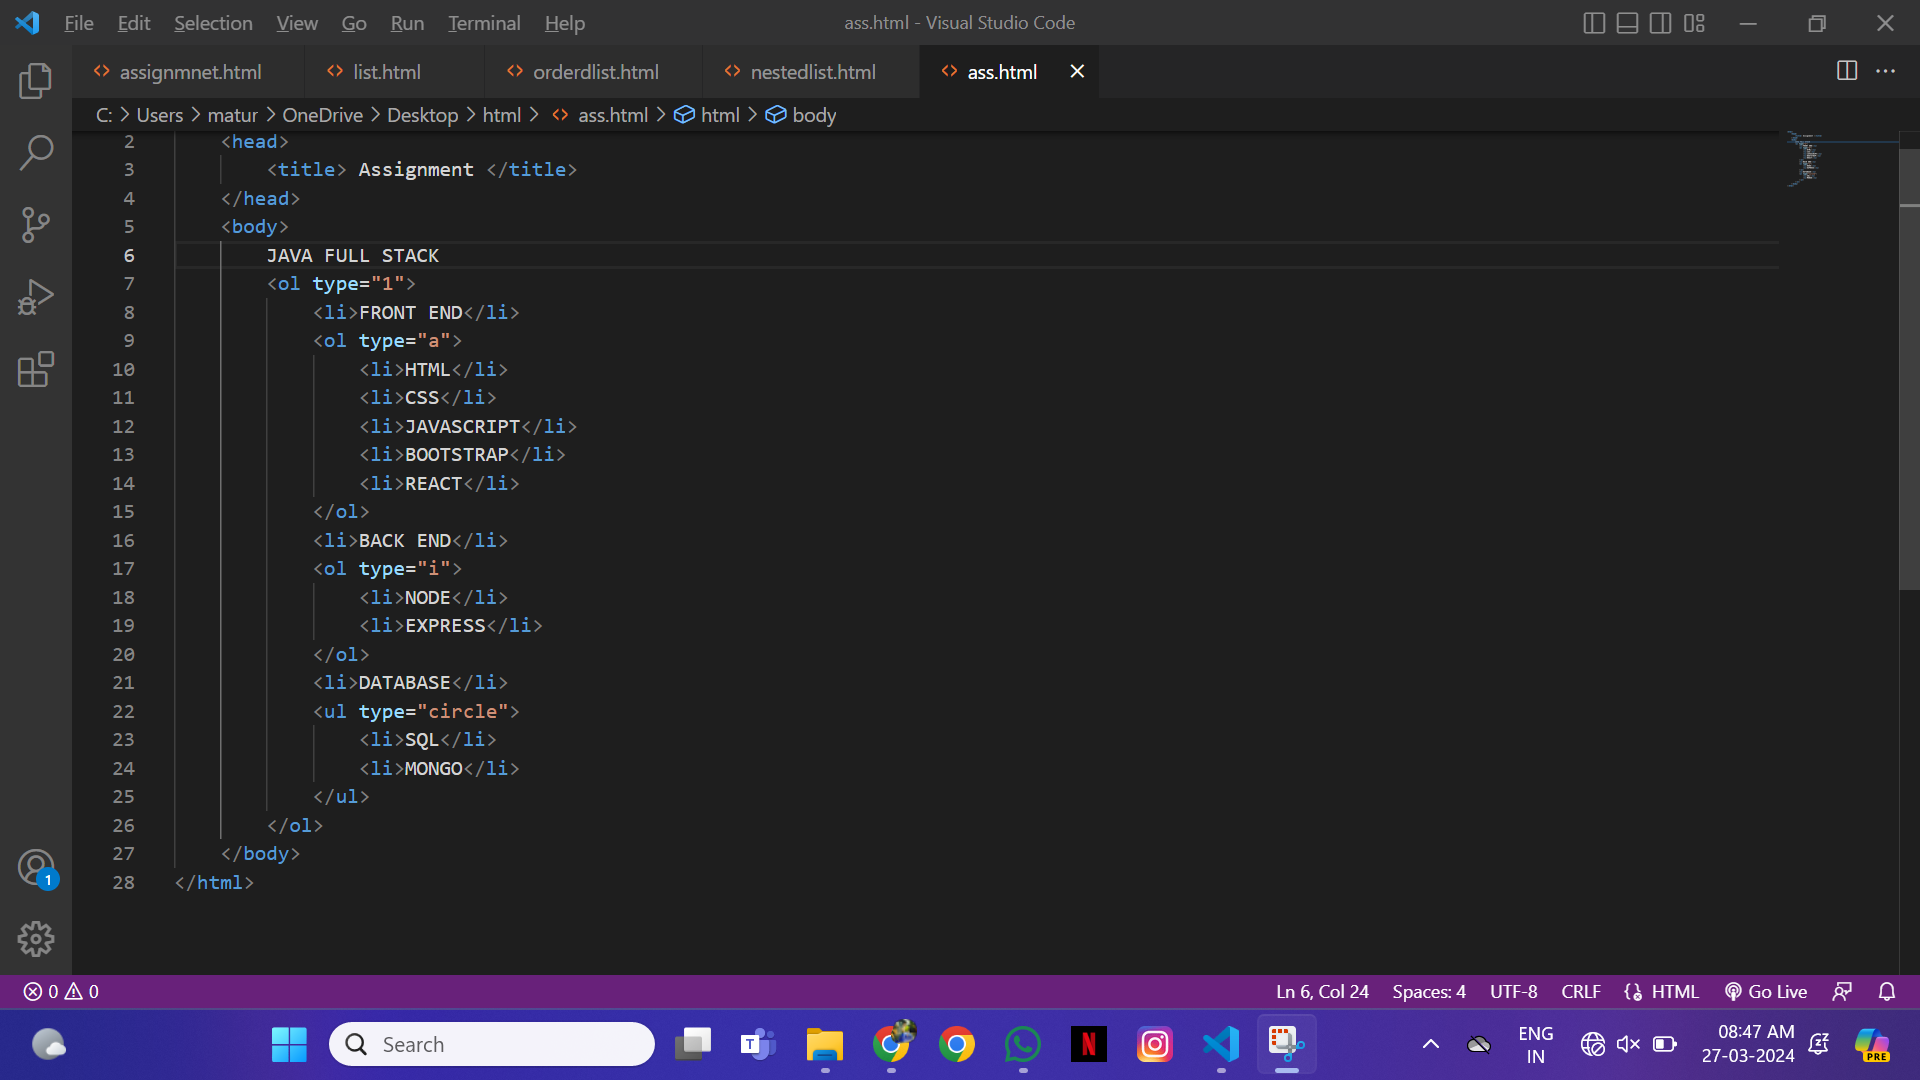 File Edit Selection View Go Run Terminal Help ass.html - Visual Studio Code
assignmnet.html list.html orderdlist.html nestedlist.html ass.html
C: > Users > matur > OneDrive > Desktop > html > ass.html > html > body
2 <head>
3 <title> Assignment </title>
4 </head>
5 <body>
6 JAVA FULL STACK
7 <ol type="1">
8 <li>FRONT END</li>
9 <ol type="a">
10 <li>HTML</li>
11 <li>CSS</li>
12 <li>JAVASCRIPT</li>
13 <li>BOOTSTRAP</li>
14 <li>REACT</li>
15 </ol>
16 <li>BACK END</li>
17 <ol type="i">
18 <li>NODE</li>
19 <li>EXPRESS</li>
20 </ol>
21 <li>DATABASE</li>
22 <ul type="circle">
23 <li>SQL</li>
24 <li>MONGO</li>
25 </ul>
26 </ol>
27 </body>
28 </html>
1
0 0 Ln 6, Col 24 Spaces: 4 UTF-8 CRLF HTML Go Live
Search
ENG
IN
08:47 AM
27-03-2024
PRE